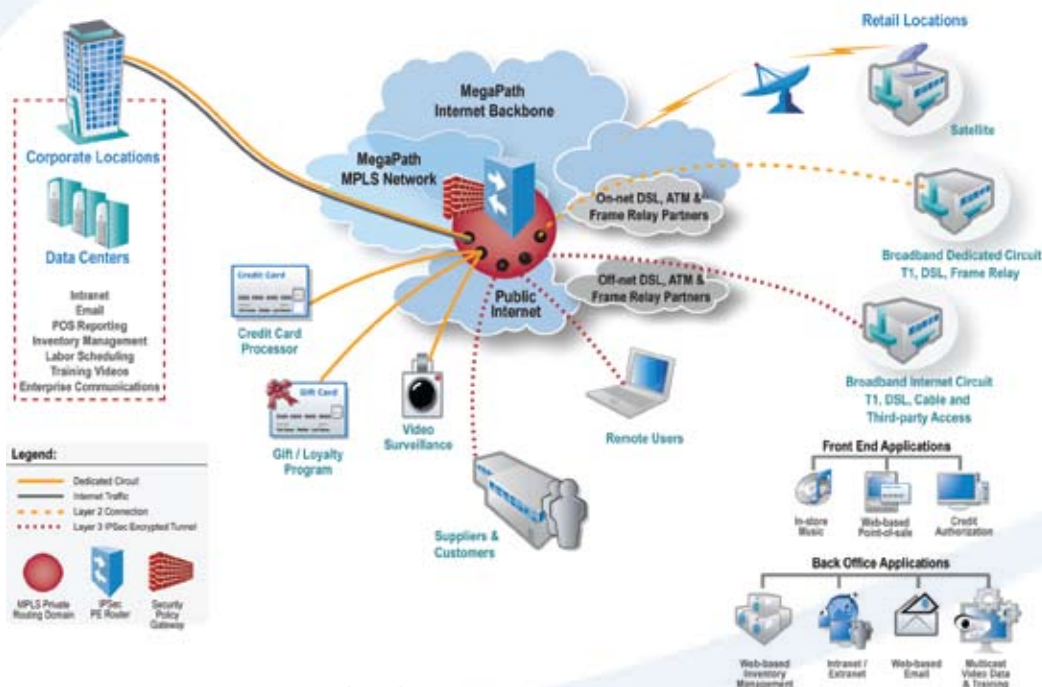 Retail Locations
MegaPath
Internet Backbone
Satellite
Corporate Locations
MegaPath
MPLS Network
On-net DSL, ATM &
Frame Relay Partners
Data Centers
Broadband Dedicated Circuit
T1, DSL, Frame Relay
Intranet
Email
POS Reporting
Inventory Management
Labor Scheduling
Training Videos
Enterprise Communications
Credit Card
Credit Card
Processor
Public
Internet
Off-net DSL, ATM &
Frame Relay Partners
Gift Card
Gift / Loyalty
Program
Video
Surveillance
Remote Users
Broadband Internet Circuit
T1, DSL, Cable and
Third-party Access
Suppliers &
Customers
Legend:
Dedicated Circuit
Internet Traffic
Layer 2 Connection
Layer 3 IPSec Encrypted Tunnel
MPLS Private
Routing Domain
IPSec
PE Router
Security
Policy
Gateway
Front End Applications
In-store
Music
Web-based
Point-of-sale
Credit
Authorization
Back Office Applications
Web-based
Inventory
Management
Intranet /
Extranet
Web-based
Email
Multicast
Video Data
& Training